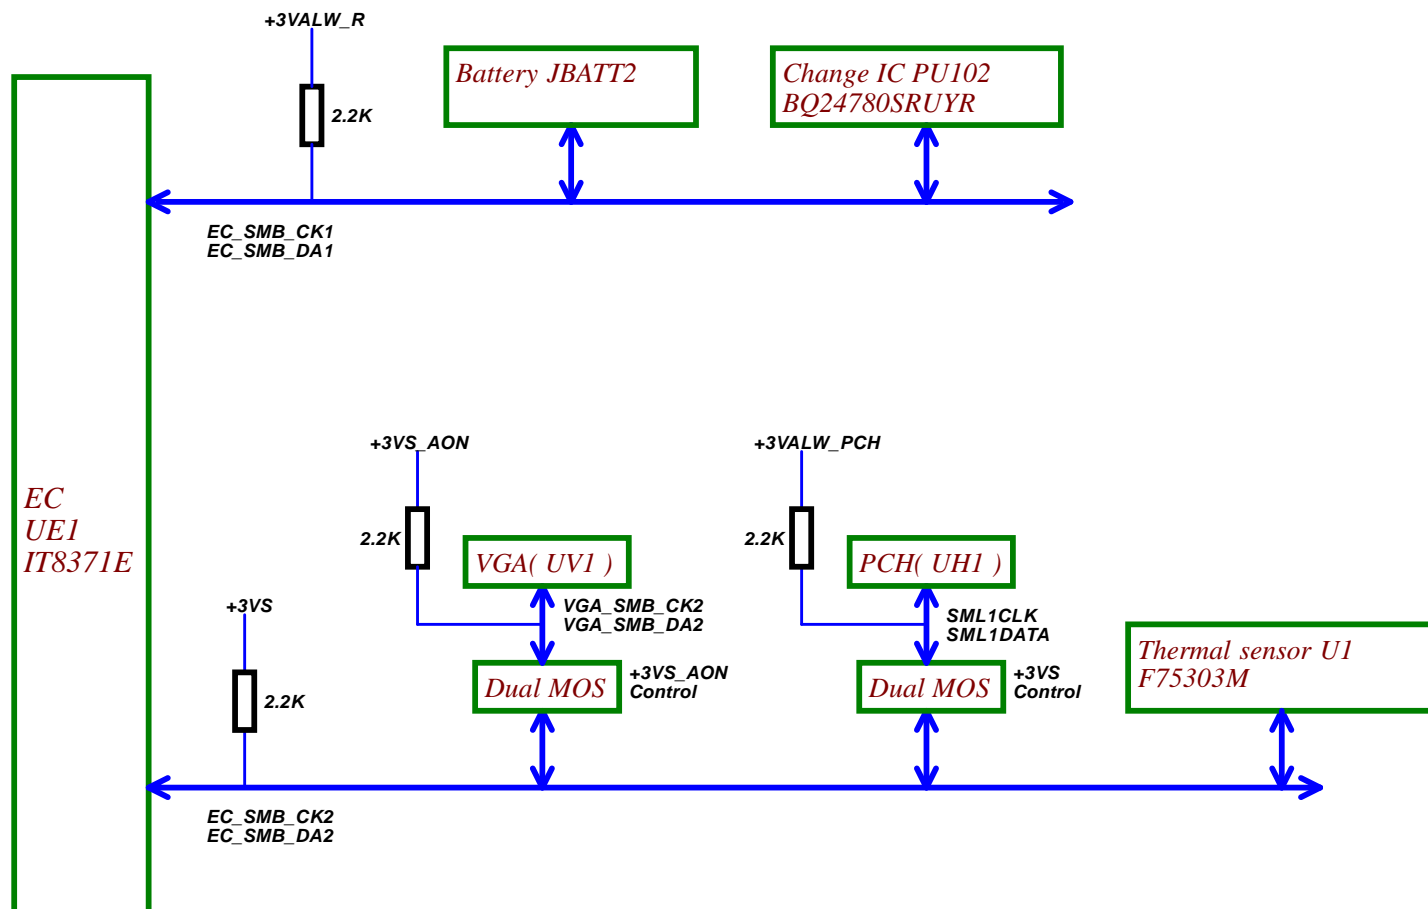 +3VALW_R
Battery JBATT2
Change IC PU102
BQ24780SRUYR
2.2K
EC_SMB_CK1
EC_SMB_DA1
+3VS_AON
+3VALW_PCH
EC
UE1
IT8371E
2.2K
2.2K
VGA( UV1 )
PCH( UH1 )
+3VS
VGA_SMB_CK2
VGA_SMB_DA2
SML1CLK
SML1DATA
Thermal sensor U1
F75303M
2.2K
Dual MOS
+3VS_AON
Control
Dual MOS
+3VS
Control
EC_SMB_CK2
EC_SMB_DA2